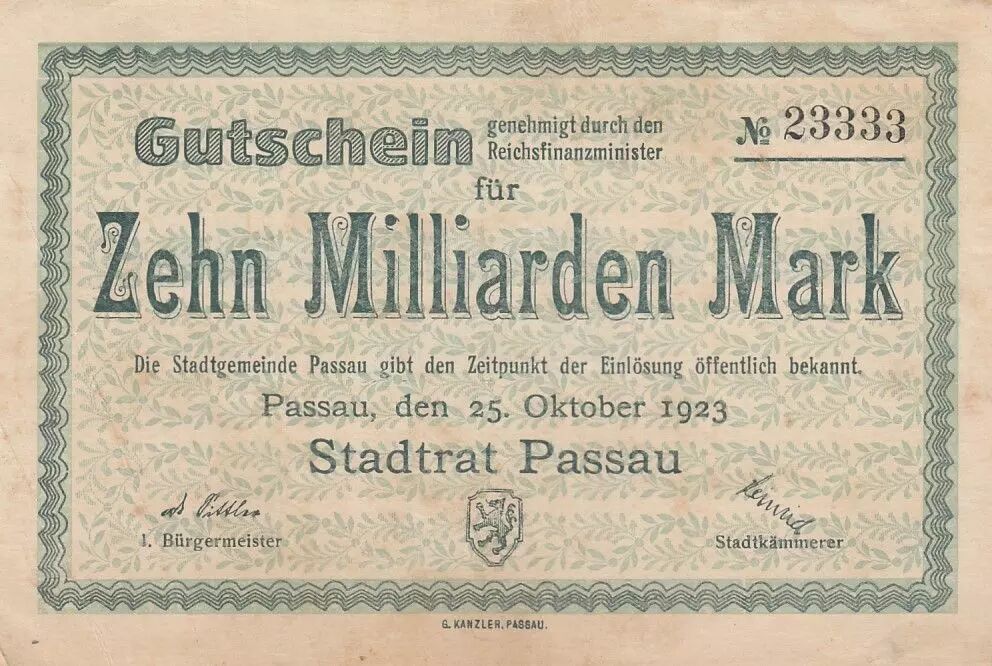 Gutschein genehmigt durch den
Reichsfinanzminister
№ 23333
für
Zehn Milliarden Mark
Die Stadtgemeinde Passau gibt den Zeitpunkt der Einlösung öffentlich bekannt.
Passau, den 25. Oktober 1923
Stadtrat Passau
1. Bürgermeister
Stadtkämmerer
G. KANZLER, PASSAU.